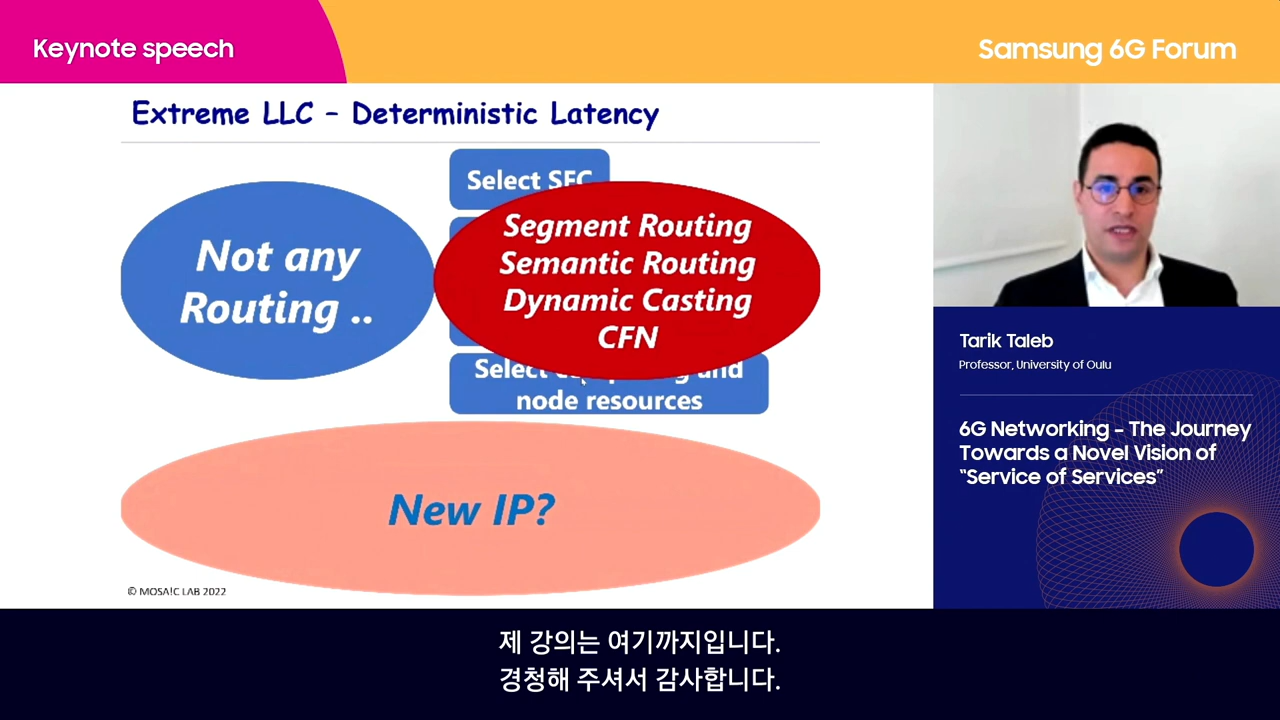 Keynote speech
Samsung 6G Forum
Extreme LLC – Deterministic Latency
Select SFC
Not any
Routing ..
Segment Routing
Semantic Routing
Dynamic Casting
CFN
Select and
node resources
New IP?
© MOSA!C LAB 2022
Tarik Taleb
Professor, University of Oulu
6G Networking – The Journey
Towards a Novel Vision of
“Service of Services”
제 강의는 여기까지입니다.
경청해 주셔서 감사합니다.